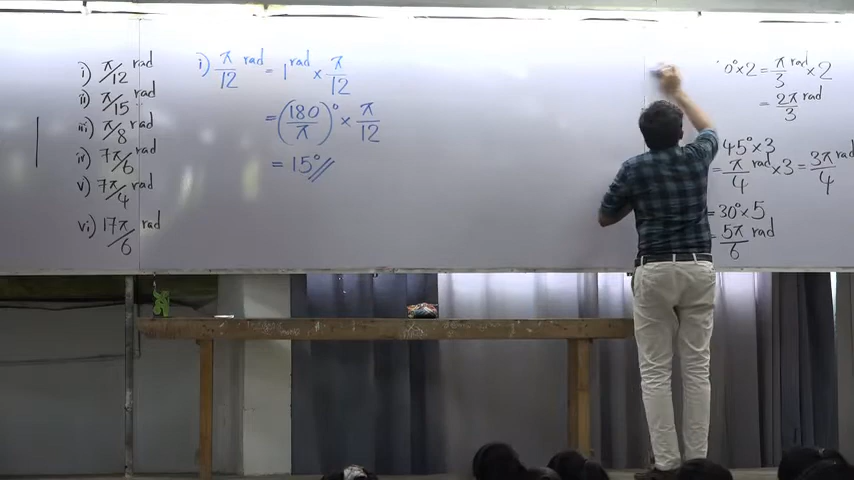 i) π/12 rad
ii) π/15 rad
iii) π/8 rad
iv) 7π/6 rad
v) 7π/4 rad
vi) 17π/6 rad
i) π/12 rad = 1 rad × π/12
= (180/π)° × π/12
= 15°//
0° × 2 = π/3 rad × 2
= 2π/3 rad
45° × 3
= π/4 rad × 3 = 3π/4 rad
= 30° × 5
= 5π/6 rad